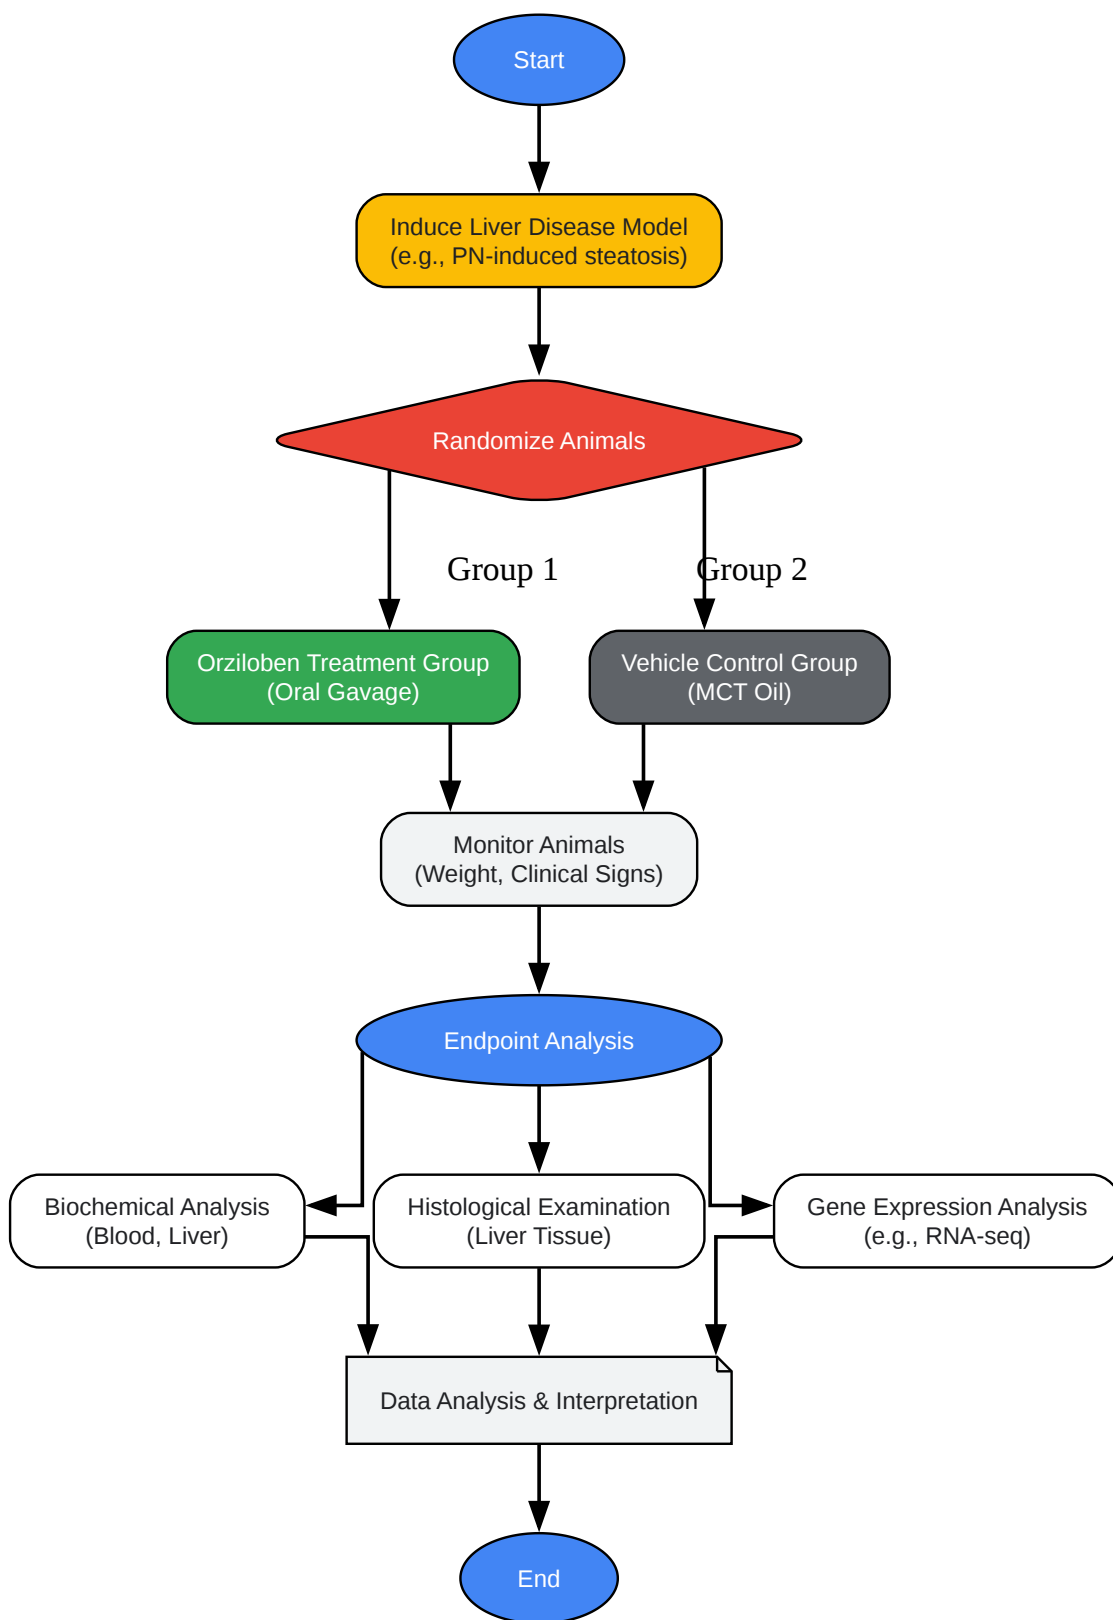 Start
Induce Liver Disease Model
(e.g., PN-induced steatosis)
Randomize Animals
Group 1
Group 2
Orziloben Treatment Group
(Oral Gavage)
Vehicle Control Group
(MCT Oil)
Monitor Animals
(Weight, Clinical Signs)
Endpoint Analysis
Biochemical Analysis
(Blood, Liver)
Histological Examination
(Liver Tissue)
Gene Expression Analysis
(e.g., RNA-seq)
Data Analysis & Interpretation
End